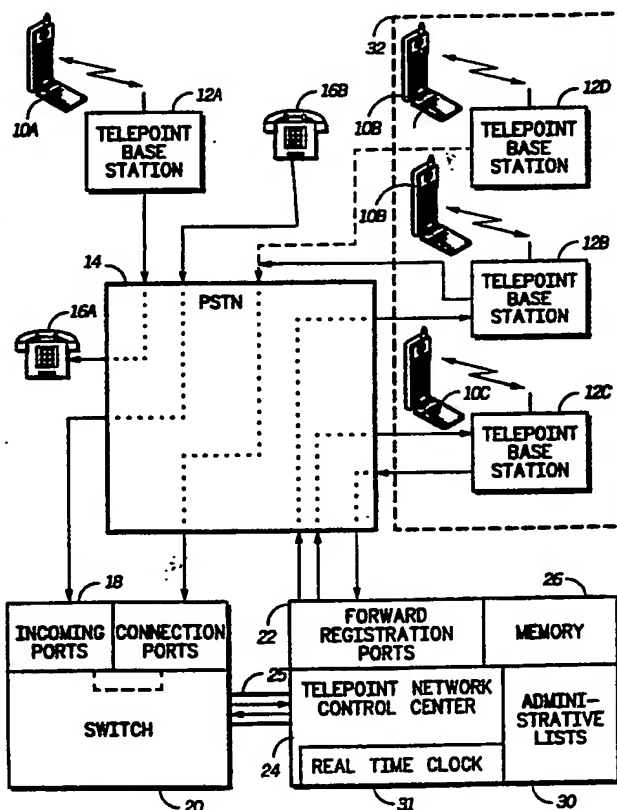 32
10A
12A
TELEPOINT
BASE
STATION
16B
10B
12D
TELEPOINT
BASE
STATION
10B
14
PSTN
12B
TELEPOINT
BASE
STATION
16A
10C
12C
TELEPOINT
BASE
STATION
18
INCOMING
PORTS
CONNECTION
PORTS
SWITCH
20
22
FORWARD
REGISTRATION
PORTS
26
MEMORY
25
TELEPOINT NETWORK
CONTROL CENTER
24
REAL TIME CLOCK
31
ADMINI-
STRATIVE
LISTS
30